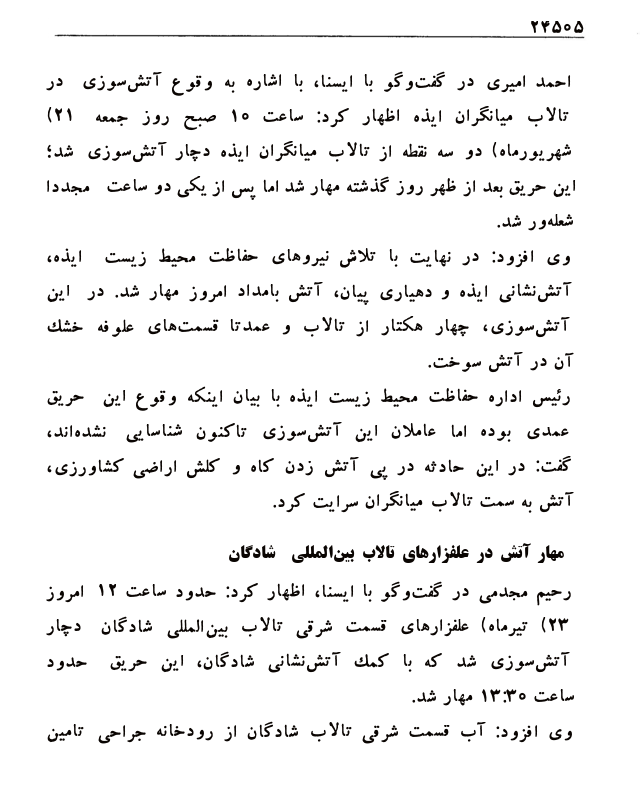 ۲۴۵۰۵
احمد امیری در گفت‌وگو با ایسنا، با اشاره به وقوع آتش‌سوزی در
تالاب میانگران ایذه اظهار کرد: ساعت ۱۰ صبح روز جمعه ۲۱)
شهریورماه) دو سه نقطه از تالاب میانگران ایذه دچار آتش‌سوزی شد؛
این حریق بعد از ظهر روز گذشته مهار شد اما پس از یکی دو ساعت مجددا
شعله‌ور شد.
وی افزود: در نهایت با تلاش نیروهای حفاظت محیط زیست ایذه،
آتش‌نشانی ایذه و دهیاری پیان، آتش بامداد امروز مهار شد. در این
آتش‌سوزی، چهار هکتار از تالاب و عمدتا قسمت‌های علوفه خشك
آن در آتش سوخت.
رئیس اداره حفاظت محیط زیست ایذه با بیان اینکه وقوع این حریق
عمدی بوده اما عاملان این آتش‌سوزی تاکنون شناسایی نشده‌اند،
گفت: در این حادثه در پی آتش زدن کاه و کلش اراضی کشاورزی،
آتش به سمت تالاب میانگران سرایت کرد.
مهار آتش در علفزارهای تالاب بین‌المللی شادگان
رحیم مجدمی در گفت‌وگو با ایسنا، اظهار کرد: حدود ساعت ۱۲ امروز
۲۳) تیرماه) علفزارهای قسمت شرقی تالاب بین‌المللی شادگان دچار
آتش‌سوزی شد که با کمك آتش‌نشانی شادگان، این حریق حدود
ساعت ۱۳:۳۰ مهار شد.
وی افزود: آب قسمت شرقی تالاب شادگان از رودخانه جراحی تامین